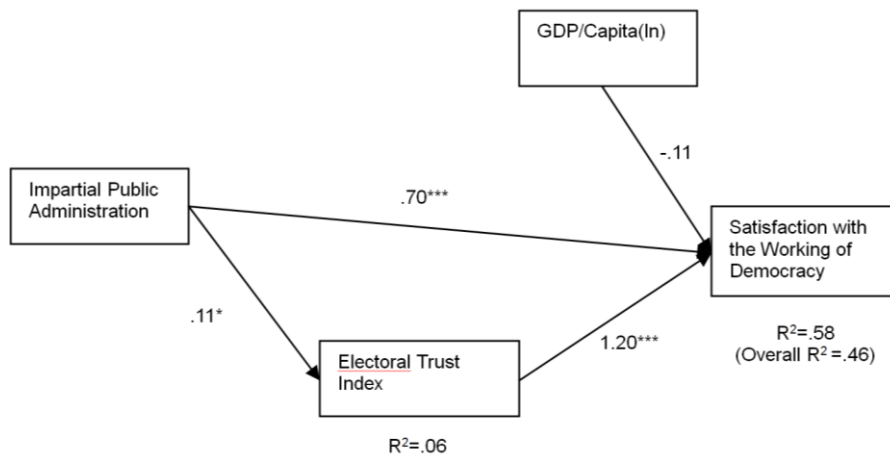 GDP/Capita(ln)
-.11
Impartial Public
Administration
.70***
Satisfaction with
the Working of
Democracy
.11*
1.20***
Electoral Trust
Index
R²=.58
(Overall R²=.46)
R²=.06